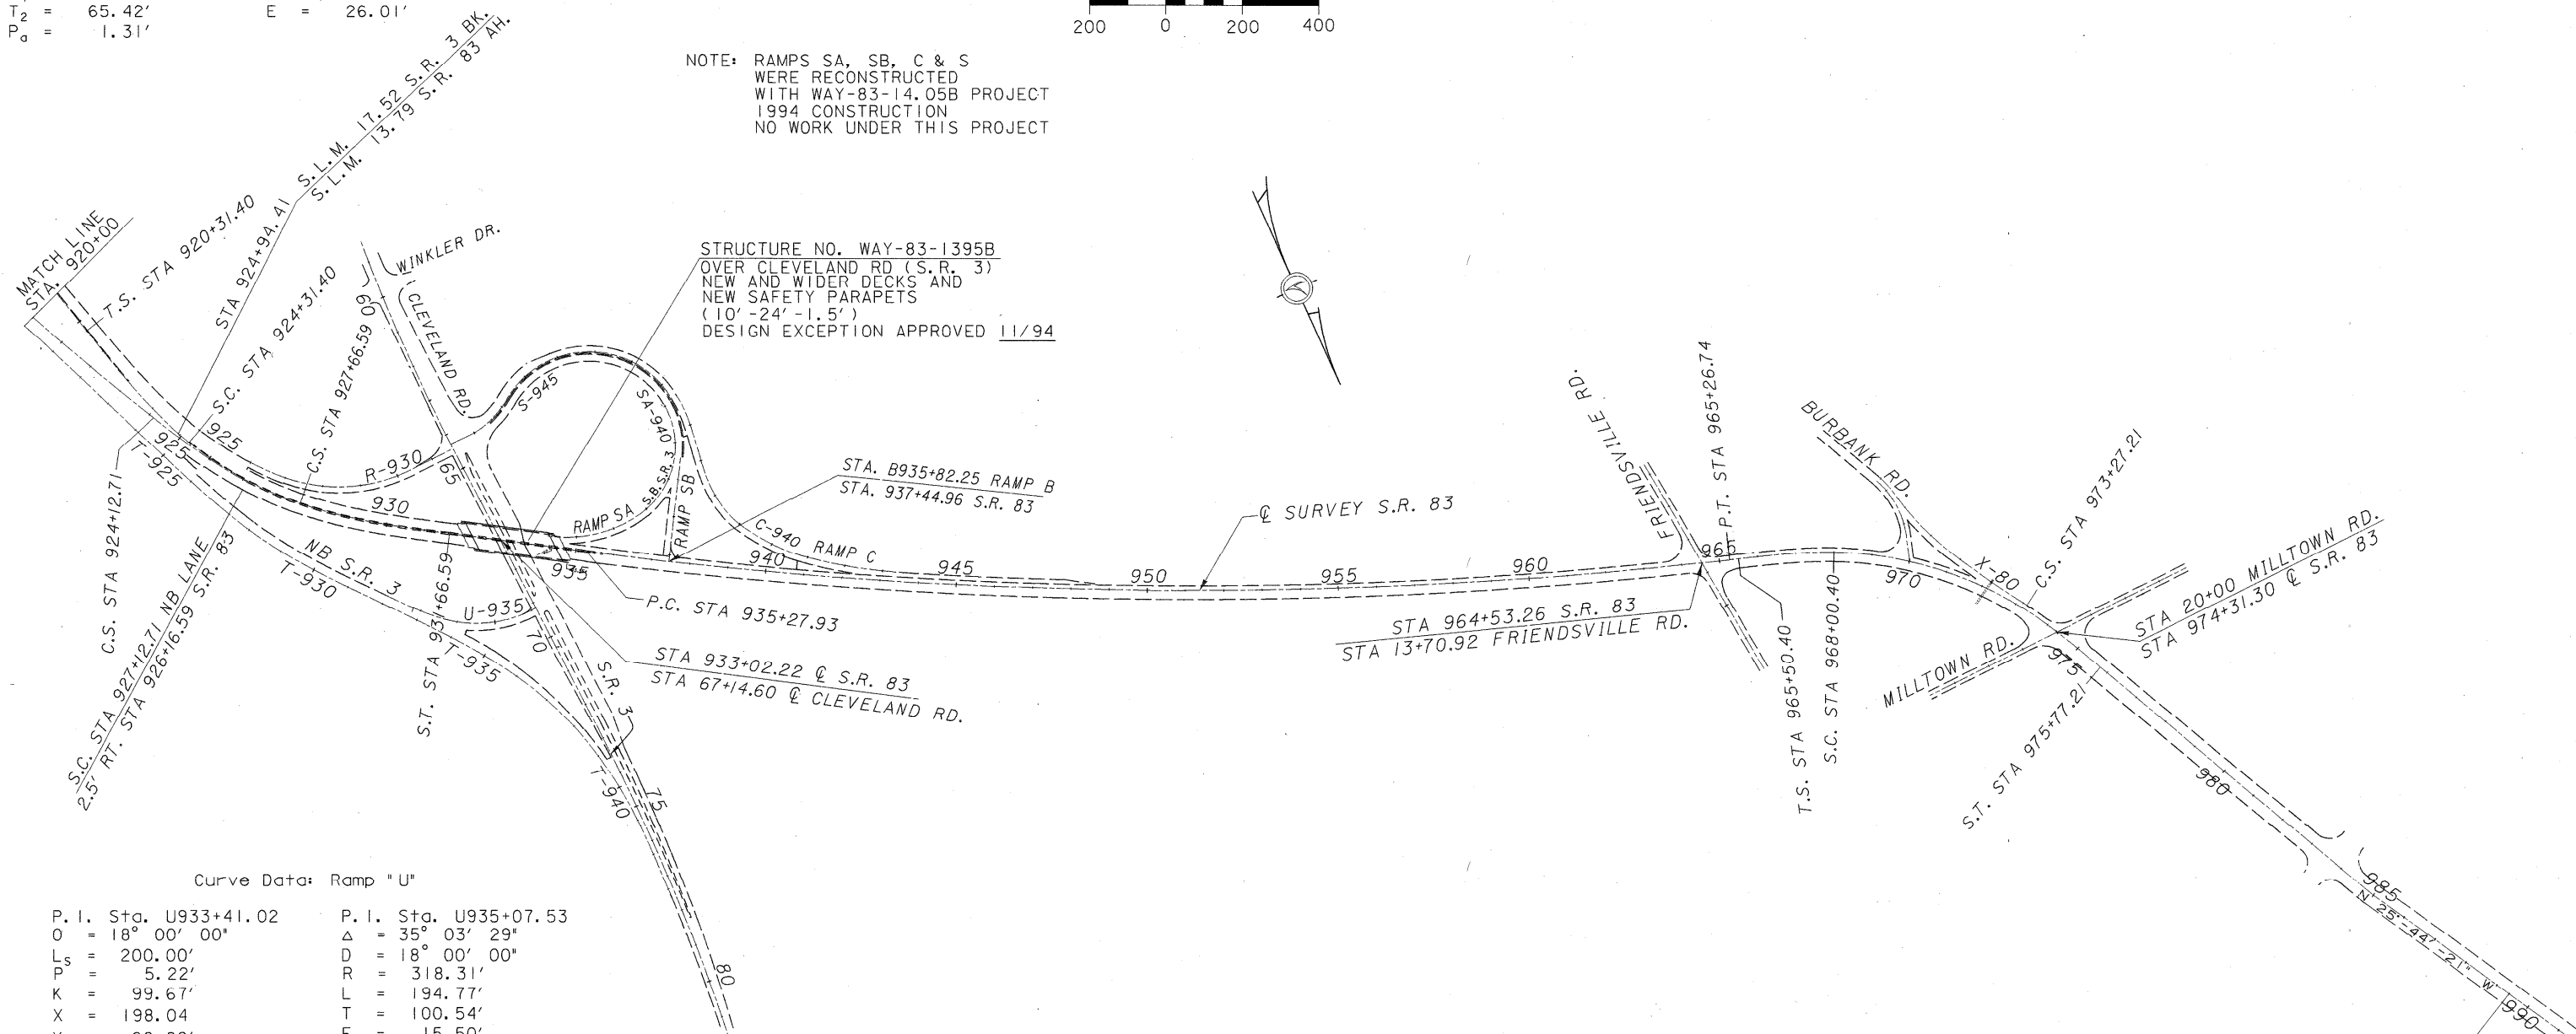 T2 = 65.42' E = 26.01'
Pa = 1.31'
200 0 200 400
NOTE: RAMPS SA, SB, C & S
WERE RECONSTRUCTED
WITH WAY-83-14.05B PROJECT
1994 CONSTRUCTION
NO WORK UNDER THIS PROJECT
S.L.M. 17.52 S.R. 3 BK.
S.L.M. 13.79 S.R. 83 AH.
MATCH LINE
STA. 920+00
T.S. STA 920+31.40
STA 924+94.41
S.C. STA 924+31.40
C.S. STA 927+66.59
60
WINKLER DR.
CLEVELAND RD.
STRUCTURE NO. WAY-83-1395B
OVER CLEVELAND RD (S.R. 3)
NEW AND WIDER DECKS AND
NEW SAFETY PARAPETS
(10'-24'-1.5')
DESIGN EXCEPTION APPROVED 11/94
S-945
SA-940
S.B. S.R. 3
RAMP SA
RAMP SB
925
925
T-925
R-930
65
930
NB S.R. 3
T-930
C.S. STA 924+12.71
S.C. STA 927+12.71 NB LANE
2.5' RT. STA 926+16.59 S.R. 83
S.T. STA 931+66.59
U-935
T-935
70
S.R. 3
T-940
75
80
935
P.C. STA 935+27.93
STA 933+02.22 ℄ S.R. 83
STA 67+14.60 ℄ CLEVELAND RD.
STA. B935+82.25 RAMP B
STA. 937+44.96 S.R. 83
C-940 RAMP C
940
945
950
955
960
℄ SURVEY S.R. 83
FRIENDSVILLE RD.
FRIENDSVILLE RD.
P.T. STA 965+26.74
965
STA 964+53.26 S.R. 83
STA 13+70.92 FRIENDSVILLE RD.
T.S. STA 965+50.40
S.C. STA 968+00.40
BURBANK RD.
970
X-80
C.S. STA 973+27.21
STA 20+00 MILLTOWN RD.
STA 974+31.30 ℄ S.R. 83
MILLTOWN RD.
975
S.T. STA 975+77.21
980
985
N 25°-44'-21" W
990
Curve Data: Ramp "U"
P.I. Sta. U933+41.02 P.I. Sta. U935+07.53
O = 18° 00' 00" Δ = 35° 03' 29"
Ls = 200.00' D = 18° 00' 00"
P = 5.22' R = 318.31'
K = 99.67' L = 194.77'
X = 198.04 T = 100.54'
E = 15.50'